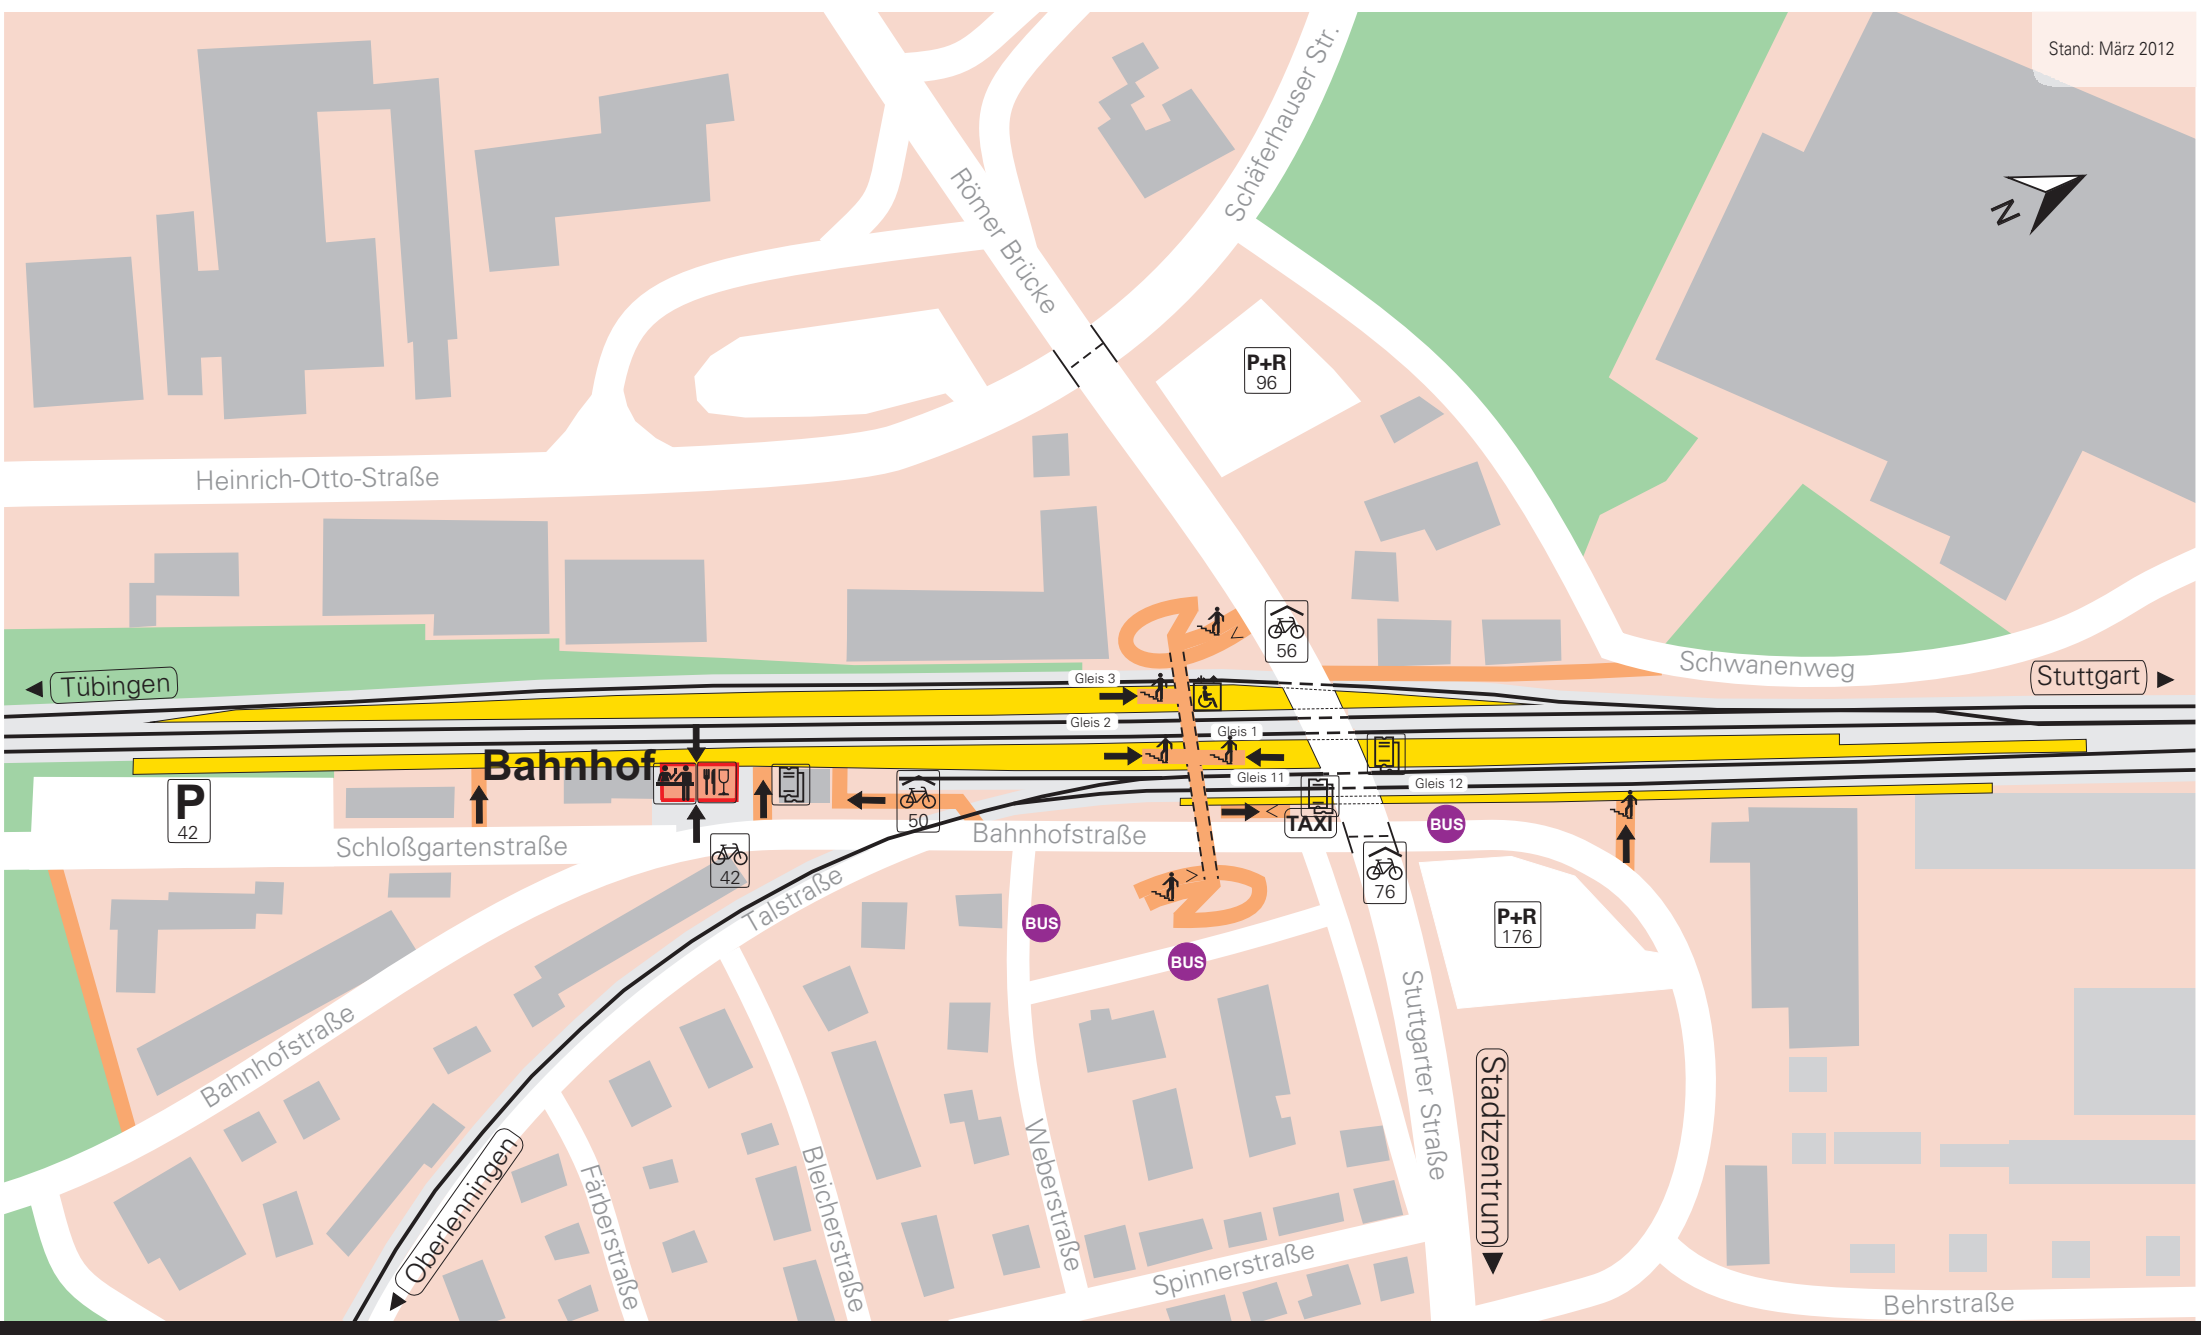 Stand: März 2012
Schäferhauser Str.
Römer Brücke
N
P+R
96
Heinrich-Otto-Straße
56
Schwanenweg
Tübingen
Stuttgart
Gleis 3
Gleis 2
Gleis 1
Bahnhof
Gleis 11
Gleis 12
P
42
50
TAXI
BUS
Schloßgartenstraße
Bahnhofstraße
42
76
Talstraße
BUS
BUS
P+R
176
Bahnhofstraße
Stuttgarter Straße
Stadtzentrum
Oberlenningen
Färberstraße
Bleicherstraße
Weberstraße
Spinnerstraße
Behrstraße